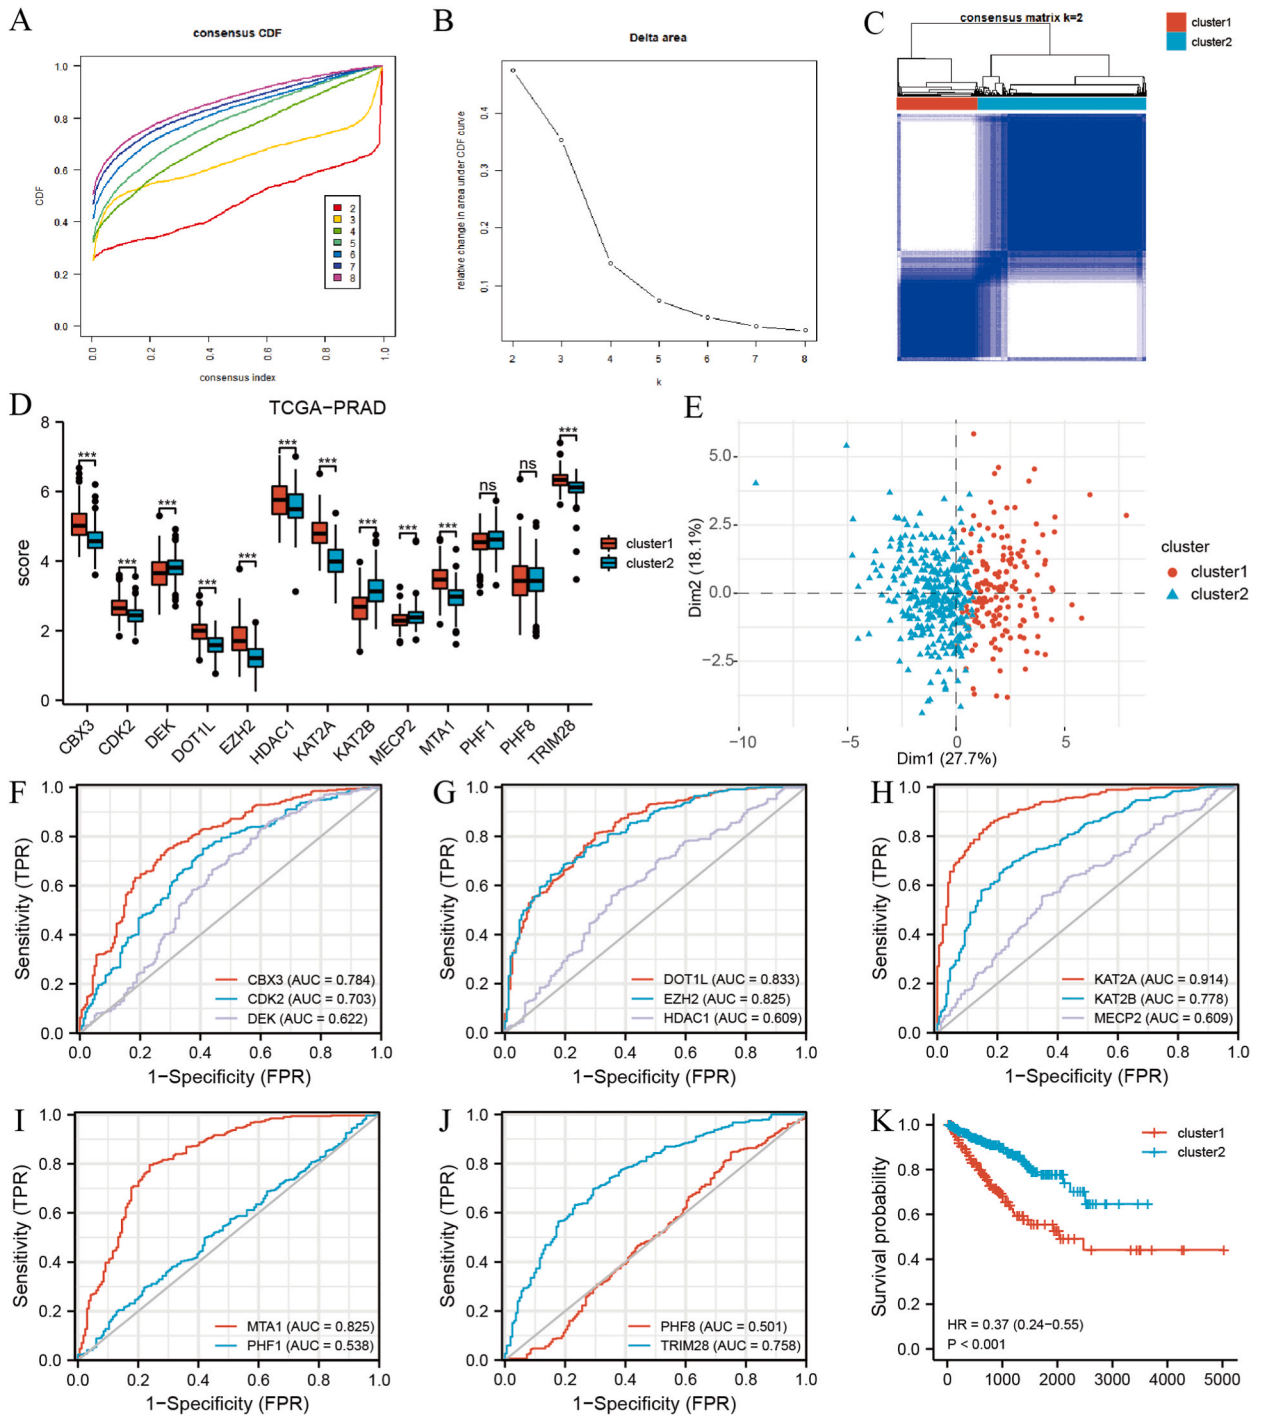 A
consensus CDF
CDF
1.0
0.8
0.6
0.4
0.2
0.0
2
3
4
5
6
7
8
0.0
0.2
0.4
0.6
0.8
1.0
consensus index
B
Delta area
relative change in area under CDF curve
0.4
0.3
0.2
0.1
2
3
4
5
6
7
8
k
C
consensus matrix k=2
cluster1
cluster2
D
TCGA−PRAD
score
8
6
4
2
0
***
***
***
***
***
***
***
***
***
***
ns
ns
***
cluster1
cluster2
CBX3
CDK2
DEK
DOT1L
EZH2
HDAC1
KAT2A
KAT2B
MECP2
MTA1
PHF1
PHF8
TRIM28
E
Dim2 (18.1%)
5.0
2.5
0.0
−2.5
−10
−5
0
5
Dim1 (27.7%)
cluster
cluster1
cluster2
F
Sensitivity (TPR)
1.0
0.8
0.6
0.4
0.2
0.0
CBX3 (AUC = 0.784)
CDK2 (AUC = 0.703)
DEK (AUC = 0.622)
0.0
0.2
0.4
0.6
0.8
1.0
1−Specificity (FPR)
G
Sensitivity (TPR)
1.0
0.8
0.6
0.4
0.2
0.0
DOT1L (AUC = 0.833)
EZH2 (AUC = 0.825)
HDAC1 (AUC = 0.609)
0.0
0.2
0.4
0.6
0.8
1.0
1−Specificity (FPR)
H
Sensitivity (TPR)
1.0
0.8
0.6
0.4
0.2
0.0
KAT2A (AUC = 0.914)
KAT2B (AUC = 0.778)
MECP2 (AUC = 0.609)
0.0
0.2
0.4
0.6
0.8
1.0
1−Specificity (FPR)
I
Sensitivity (TPR)
1.0
0.8
0.6
0.4
0.2
0.0
MTA1 (AUC = 0.825)
PHF1 (AUC = 0.538)
0.0
0.2
0.4
0.6
0.8
1.0
1−Specificity (FPR)
J
Sensitivity (TPR)
1.0
0.8
0.6
0.4
0.2
0.0
PHF8 (AUC = 0.501)
TRIM28 (AUC = 0.758)
0.0
0.2
0.4
0.6
0.8
1.0
1−Specificity (FPR)
K
Survival probability
1.0
0.8
0.6
0.4
0.2
0.0
cluster1
cluster2
HR = 0.37 (0.24−0.55)
P < 0.001
0
1000
2000
3000
4000
5000